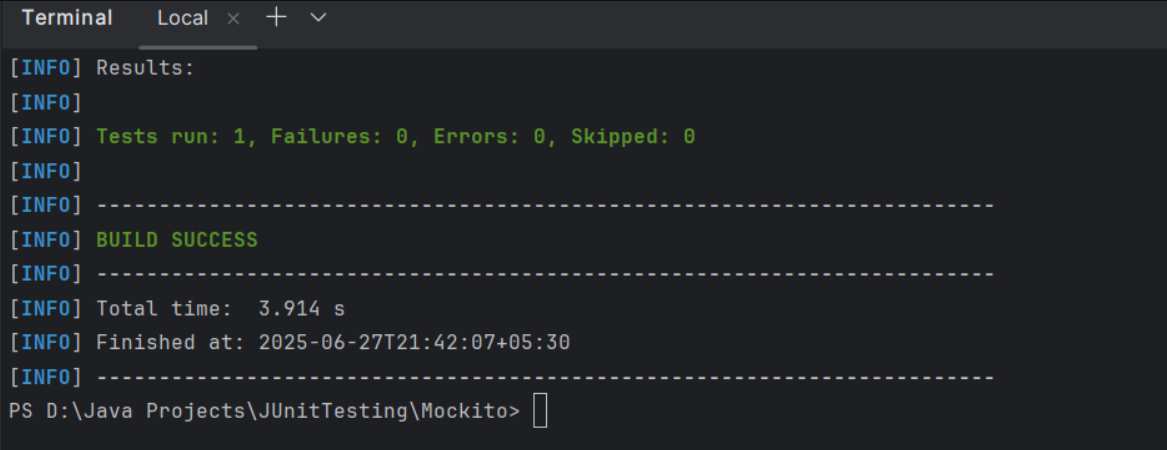 Terminal Local × + ∨
[INFO] Results:
[INFO]
[INFO] Tests run: 1, Failures: 0, Errors: 0, Skipped: 0
[INFO]
[INFO] ------------------------------------------------------------------------
[INFO] BUILD SUCCESS
[INFO] ------------------------------------------------------------------------
[INFO] Total time:  3.914 s
[INFO] Finished at: 2025-06-27T21:42:07+05:30
[INFO] ------------------------------------------------------------------------
PS D:\Java Projects\JUnitTesting\Mockito>